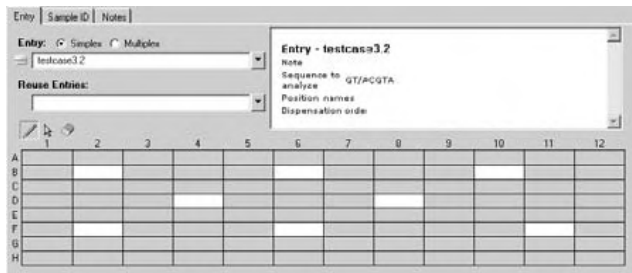 Entry Sample ID Notes
Entry: Simplex Multiplex
testcase3.2
Reuse Entries:
Entry - testcase3.2
Note
Sequence to analyze GT/ACGTA
Position names
Dispensation orde
1 2 3 4 5 6 7 8 9 10 11 12
A
B
C
D
E
F
G
H